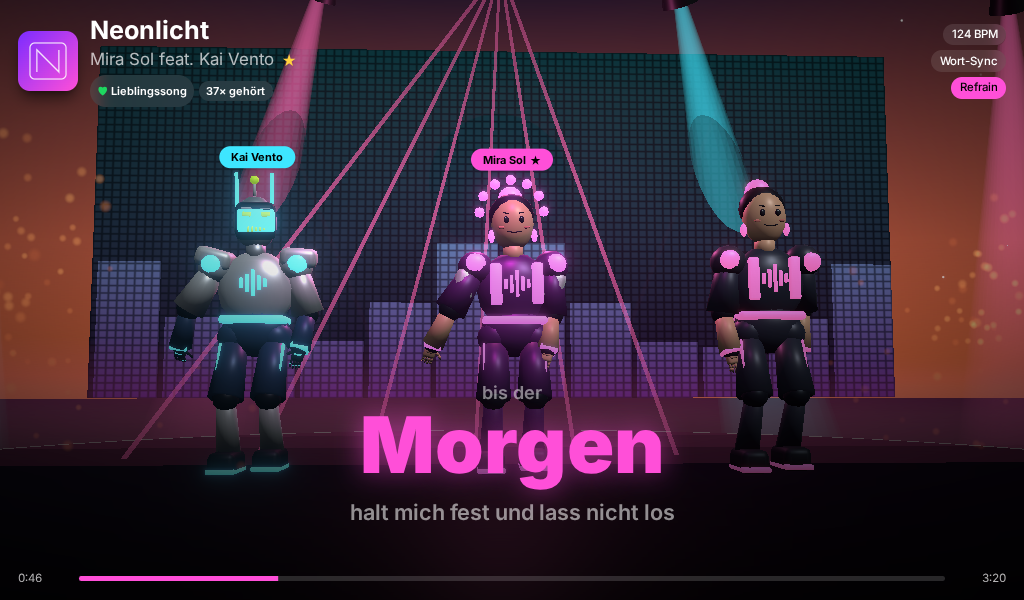 Neonlicht
Mira Sol feat. Kai Vento ★
Lieblingssong
37× gehört
124 BPM
Wort-Sync
Refrain
N
Kai Vento
Mira Sol ★
bis der
Morgen
halt mich fest und lass nicht los
0:46
3:20